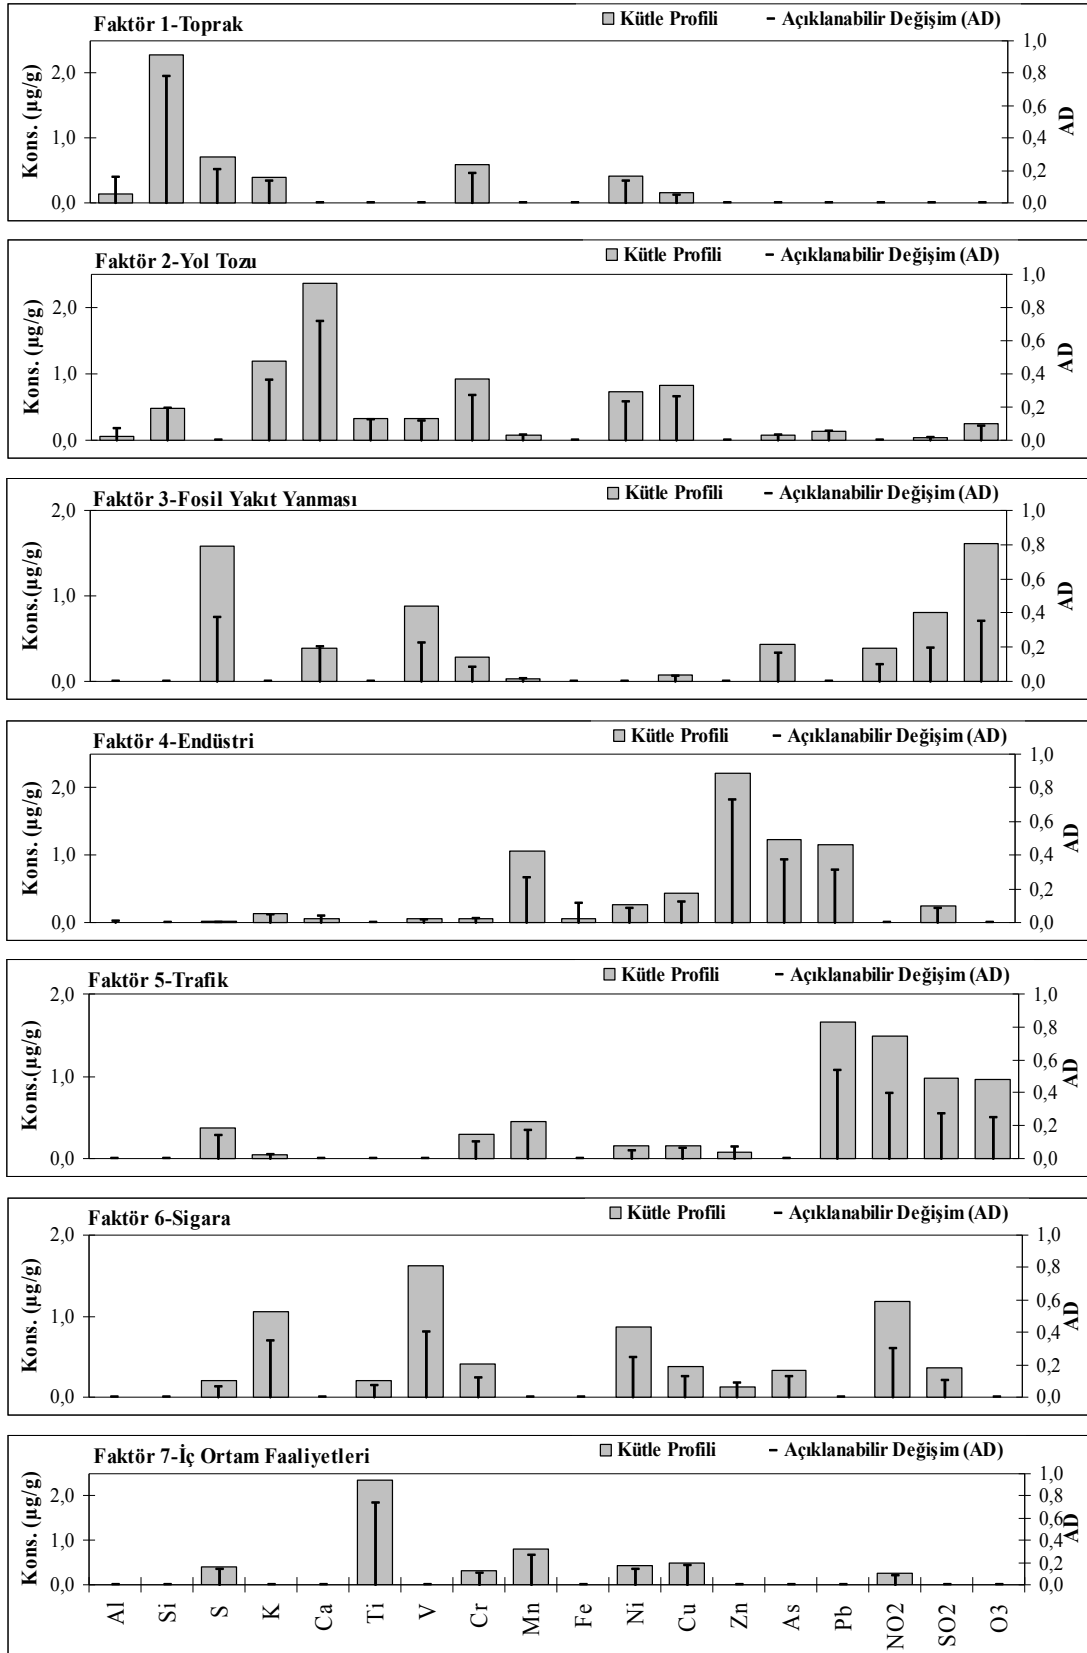 Faktör 1-Toprak
Kütle Profili
Açıklanabilir Değişim (AD)
Kons. (µg/g)
2,0
1,0
0,0
1,0
0,8
0,6
0,4
0,2
0,0
AD
Faktör 2-Yol Tozu
Kütle Profili
Açıklanabilir Değişim (AD)
Kons. (µg/g)
2,0
1,0
0,0
1,0
0,8
0,6
0,4
0,2
0,0
AD
Faktör 3-Fosil Yakıt Yanması
Kütle Profili
Açıklanabilir Değişim (AD)
Kons.(µg/g)
2,0
1,0
0,0
1,0
0,8
0,6
0,4
0,2
0,0
AD
Faktör 4-Endüstri
Kütle Profili
Açıklanabilir Değişim (AD)
Kons. (µg/g)
2,0
1,0
0,0
1,0
0,8
0,6
0,4
0,2
0,0
AD
Faktör 5-Trafik
Kütle Profili
Açıklanabilir Değişim (AD)
Kons.(µg/g)
2,0
1,0
0,0
1,0
0,8
0,6
0,4
0,2
0,0
AD
Faktör 6-Sigara
Kütle Profili
Açıklanabilir Değişim (AD)
Kons. (µg/g)
2,0
1,0
0,0
1,0
0,8
0,6
0,4
0,2
0,0
AD
Faktör 7-İç Ortam Faaliyetleri
Kütle Profili
Açıklanabilir Değişim (AD)
Kons. (µg/g)
2,0
1,0
0,0
1,0
0,8
0,6
0,4
0,2
0,0
AD
Al
Si
S
K
Ca
Ti
V
Cr
Mn
Fe
Ni
Cu
Zn
As
Pb
NO2
SO2
O3